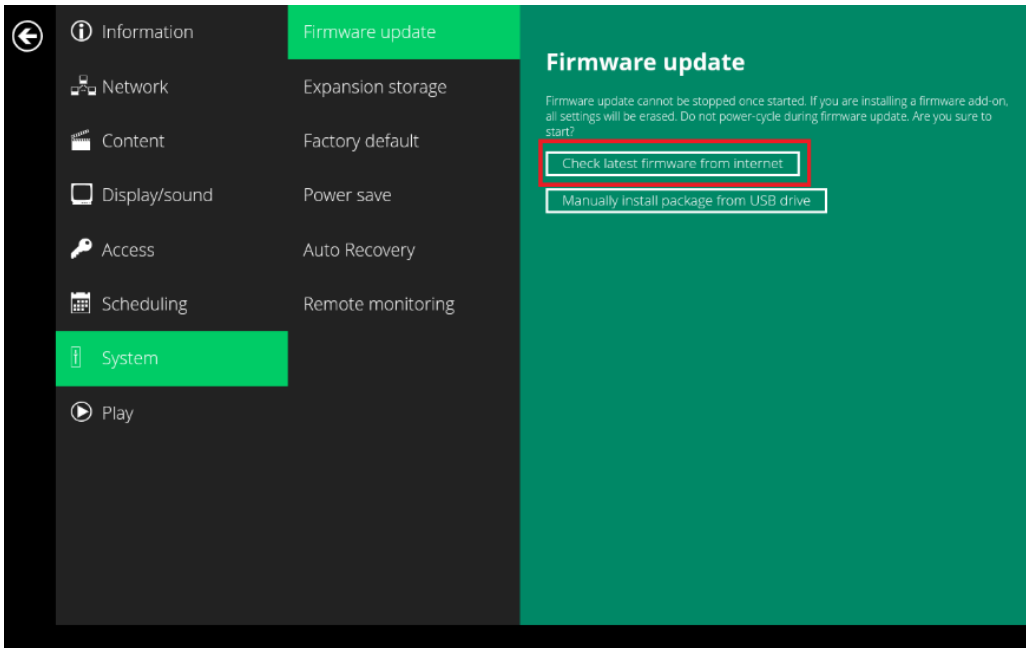 Information
Network
Content
Display/sound
Access
Scheduling
System
Play
Firmware update
Expansion storage
Factory default
Power save
Auto Recovery
Remote monitoring
Firmware update
Firmware update cannot be stopped once started. If you are installing a firmware add-on,
all settings will be erased. Do not power-cycle during firmware update. Are you sure to
start?
Check latest firmware from internet
Manually install package from USB drive